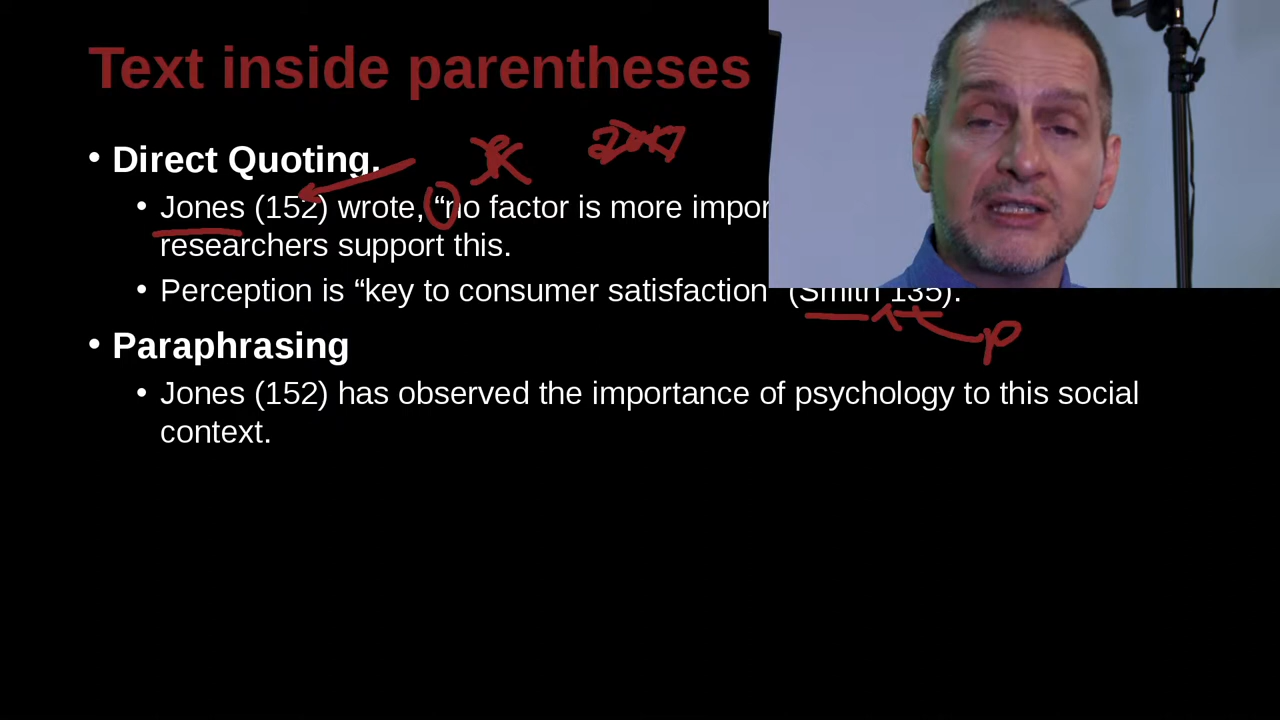 Text inside parentheses
• Direct Quoting.
2017
• Jones (152) wrote, “no factor is more impor
researchers support this.
• Perception is “key to consumer satisfaction” (Smith 135).
p
• Paraphrasing
• Jones (152) has observed the importance of psychology to this social
context.